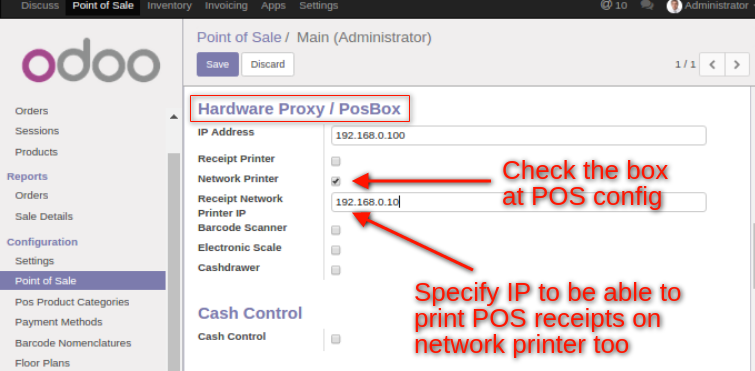 Discuss Point of Sale Inventory Invoicing Apps Settings @ 10 Administrator
odoo
Orders
Sessions
Products
Reports
Orders
Sale Details
Configuration
Settings
Point of Sale
Pos Product Categories
Payment Methods
Barcode Nomenclatures
Floor Plans
Point of Sale / Main (Administrator)
Save Discard 1 / 1
Hardware Proxy / PosBox
IP Address 192.168.0.100
Receipt Printer
Network Printer
Receipt Network
Printer IP
192.168.0.10
Barcode Scanner
Electronic Scale
Cashdrawer
Cash Control
Cash Control
Check the box
at POS config
Specify IP to be able to
print POS receipts on
network printer too